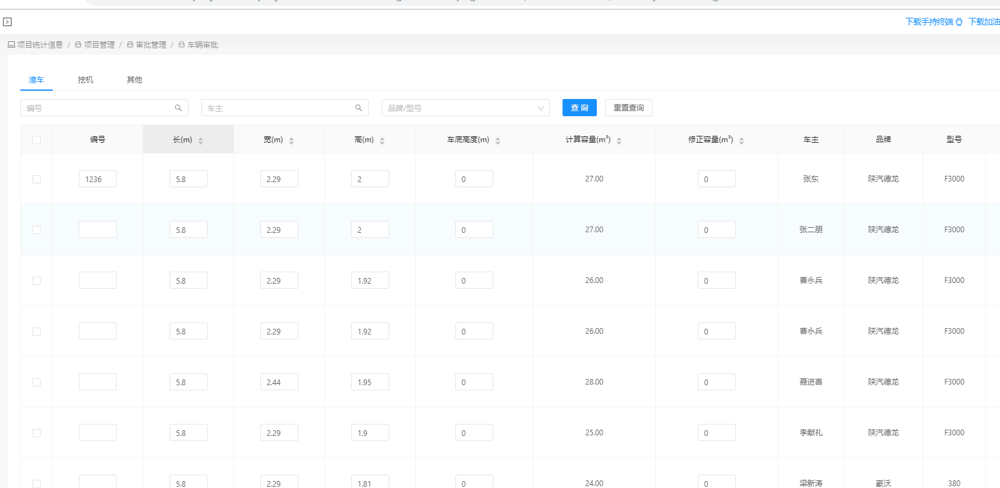 下载手持终端 下载加油
项目统计信息 / 项目管理 / 审批管理 / 车辆审批
渣车 挖机 其他
编号 车主 品牌/型号 查 询 重置查询
编号 长(m) 宽(m) 高(m) 车底高度(m) 计算容量(m³) 修正容量(m³) 车主 品牌 型号
1236 5.8 2.29 2 0 27.00 0 张东 陕汽德龙 F3000
5.8 2.29 2 0 27.00 0 张二朋 陕汽德龙 F3000
5.8 2.29 1.92 0 26.00 0 曹永兵 陕汽德龙 F3000
5.8 2.29 1.92 0 26.00 0 曹永兵 陕汽德龙 F3000
5.8 2.44 1.95 0 28.00 0 聂进喜 陕汽德龙 F3000
5.8 2.29 1.9 0 25.00 0 李献礼 陕汽德龙 F3000
5.8 2.29 1.81 0 24.00 0 梁新涛 豪沃 380